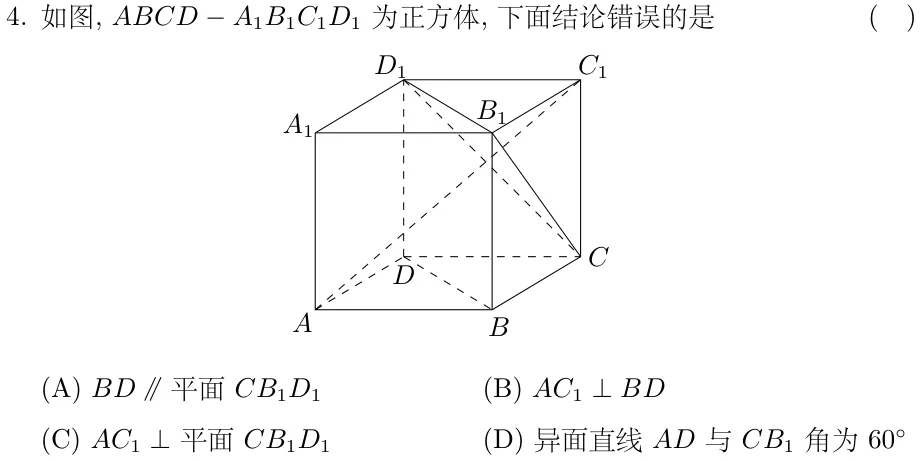 4. 如图, ABCD − A₁B₁C₁D₁ 为正方体, 下面结论错误的是 ( )
D₁ C₁
B₁
A₁
D C
A B
(A) BD ∥ 平面 CB₁D₁ (B) AC₁ ⊥ BD
(C) AC₁ ⊥ 平面 CB₁D₁ (D) 异面直线 AD 与 CB₁ 角为 60°